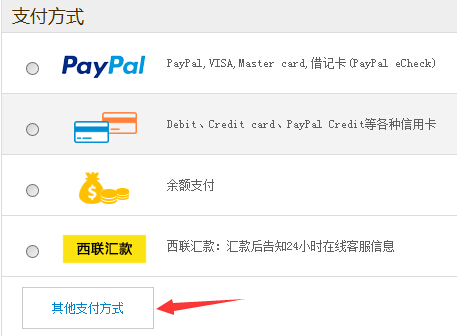 支付方式
PayPal
PayPal,VISA,Master card,借记卡(PayPal eCheck)
Debit、Credit card、PayPal Credit等各种信用卡
$
余额支付
西联汇款
西联汇款：汇款后告知24小时在线客服信息
其他支付方式